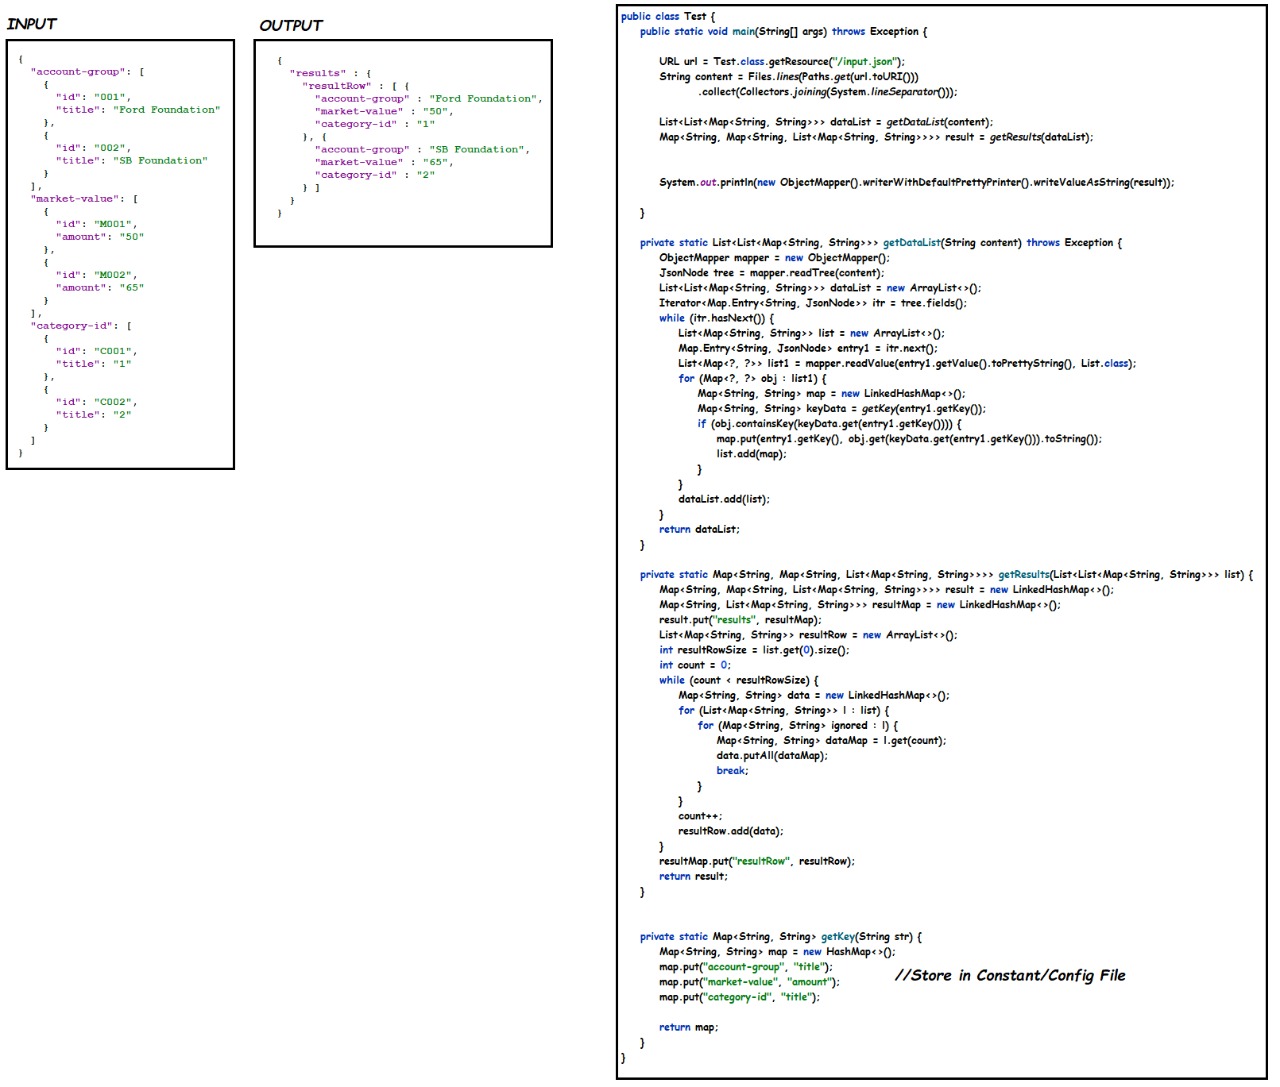 INPUT
{
"account-group": [
{
"id": "001",
"title": "Ford Foundation"
},
{
"id": "002",
"title": "SB Foundation"
}
],
"market-value": [
{
"id": "M001",
"amount": "50"
},
{
"id": "M002",
"amount": "65"
}
],
"category-id": [
{
"id": "C001",
"title": "1"
},
{
"id": "C002",
"title": "2"
}
]
}
OUTPUT
{
"results" : {
"resultRow" : [ {
"account-group" : "Ford Foundation",
"market-value" : "50",
"category-id" : "1"
}, {
"account-group" : "SB Foundation",
"market-value" : "65",
"category-id" : "2"
} ]
}
}
public class Test {
public static void main(String[] args) throws Exception {
URL url = Test.class.getResource("/input.json");
String content = Files.lines(Paths.get(url.toURI()))
.collect(Collectors.joining(System.lineSeparator()));
List<List<Map<String, String>>> dataList = getDataList(content);
Map<String, Map<String, List<Map<String, String>>>> result = getResults(dataList);
System.out.println(new ObjectMapper().writerWithDefaultPrettyPrinter().writeValueAsString(result));
}
private static List<List<Map<String, String>>> getDataList(String content) throws Exception {
ObjectMapper mapper = new ObjectMapper();
JsonNode tree = mapper.readTree(content);
List<List<Map<String, String>>> dataList = new ArrayList<>();
Iterator<Map.Entry<String, JsonNode>> itr = tree.fields();
while (itr.hasNext()) {
List<Map<String, String>> list = new ArrayList<>();
Map.Entry<String, JsonNode> entry1 = itr.next();
List<Map<?, ?>> list1 = mapper.readValue(entry1.getValue().toPrettyString(), List.class);
for (Map<?, ?> obj : list1) {
Map<String, String> map = new LinkedHashMap<>();
Map<String, String> keyData = getKey(entry1.getKey());
if (obj.containsKey(keyData.get(entry1.getKey()))) {
map.put(entry1.getKey(), obj.get(keyData.get(entry1.getKey())).toString());
list.add(map);
}
}
dataList.add(list);
}
return dataList;
}
private static Map<String, Map<String, List<Map<String, String>>>> getResults(List<List<Map<String, String>>> list) {
Map<String, Map<String, List<Map<String, String>>>> result = new LinkedHashMap<>();
Map<String, List<Map<String, String>>> resultMap = new LinkedHashMap<>();
result.put("results", resultMap);
List<Map<String, String>> resultRow = new ArrayList<>();
int resultRowSize = list.get(0).size();
int count = 0;
while (count < resultRowSize) {
Map<String, String> data = new LinkedHashMap<>();
for (List<Map<String, String>> l : list) {
for (Map<String, String> ignored : l) {
Map<String, String> dataMap = l.get(count);
data.putAll(dataMap);
break;
}
}
count++;
resultRow.add(data);
}
resultMap.put("resultRow", resultRow);
return result;
}
private static Map<String, String> getKey(String str) {
Map<String, String> map = new HashMap<>();
map.put("account-group", "title");
map.put("market-value", "amount"); //Store in Constant/Config File
map.put("category-id", "title");
return map;
}
}